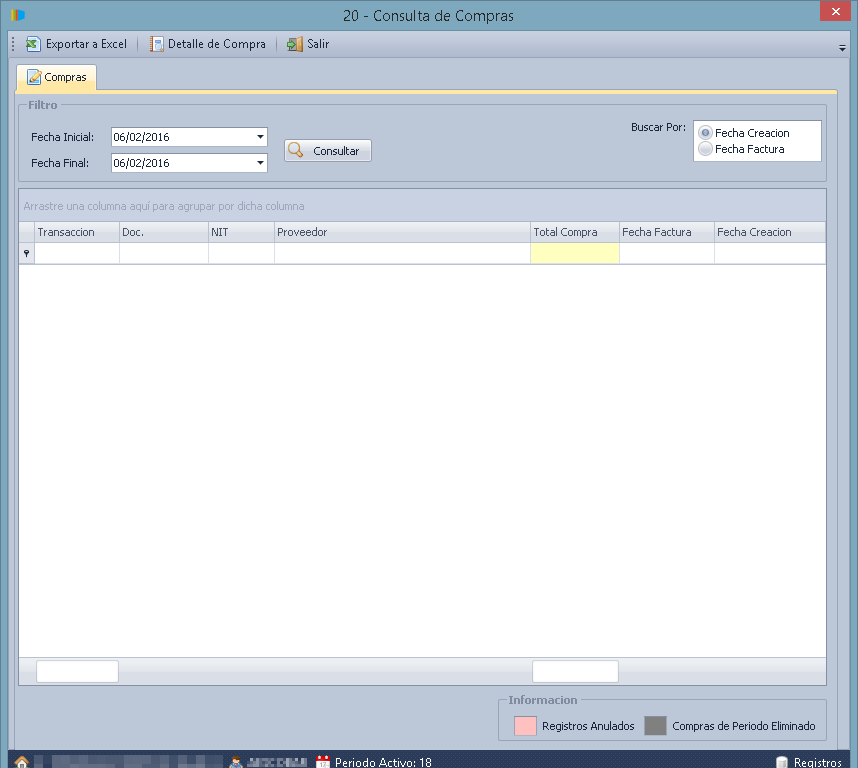 20 - Consulta de Compras
Exportar a Excel Detalle de Compra Salir
Compras
Filtro
Fecha Inicial: 06/02/2016
Fecha Final: 06/02/2016
Consultar
Buscar Por:
Fecha Creacion
Fecha Factura
Arrastre una columna aquí para agrupar por dicha columna
Transaccion Doc. NIT Proveedor Total Compra Fecha Factura Fecha Creacion
Informacion
Registros Anulados Compras de Periodo Eliminado
Periodo Activo: 18 Registros